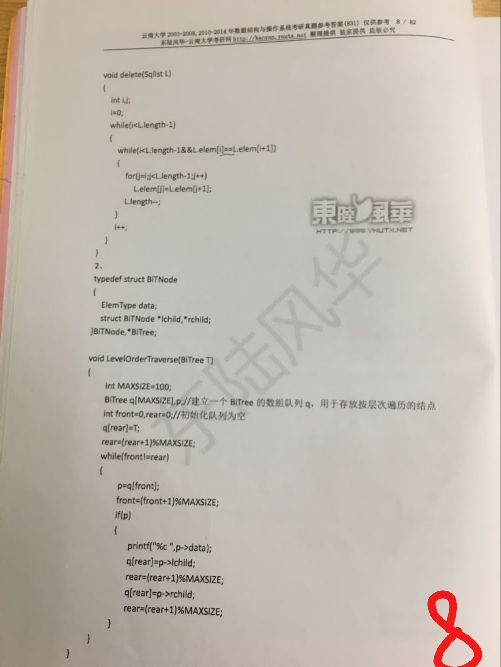 云南大学 2003-2008,2010-2014 年数据结构与操作系统考研真题参考答案(831) 仅供参考 8 / 82
东陆风华-云南大学考研网 http://kaoyan.ynutx.net 整理提供 独家提供 盗版必究
void delete(Sqlist L)
{
int i,j;
i=0;
while(i<L.length-1)
{
while(i<L.length-1&&L.elem[i]==L.elem[i+1])
{
for(j=i;j<L.length-1;j++)
L.elem[j]=L.elem[j+1];
L.length--;
}
i++;
}
}
2、
typedef struct BiTNode
{
ElemType data;
struct BiTNode *lchild,*rchild;
}BiTNode,*BiTree;
void LevelOrderTraverse(BiTree T)
{
int MAXSIZE=100;
BiTree q[MAXSIZE],p;//建立一个 BiTree 的数组队列 q，用于存放按层次遍历的结点
int front=0,rear=0;//初始化队列为空
q[rear]=T;
rear=(rear+1)%MAXSIZE;
while(front!=rear)
{
p=q[front];
front=(front+1)%MAXSIZE;
if(p)
{
printf("%c ",p->data);
q[rear]=p->lchild;
rear=(rear+1)%MAXSIZE;
q[rear]=p->rchild;
rear=(rear+1)%MAXSIZE;
}
}
}
東陸風華
HTTP://WWW.YNUTX.NET
东陆风华
8